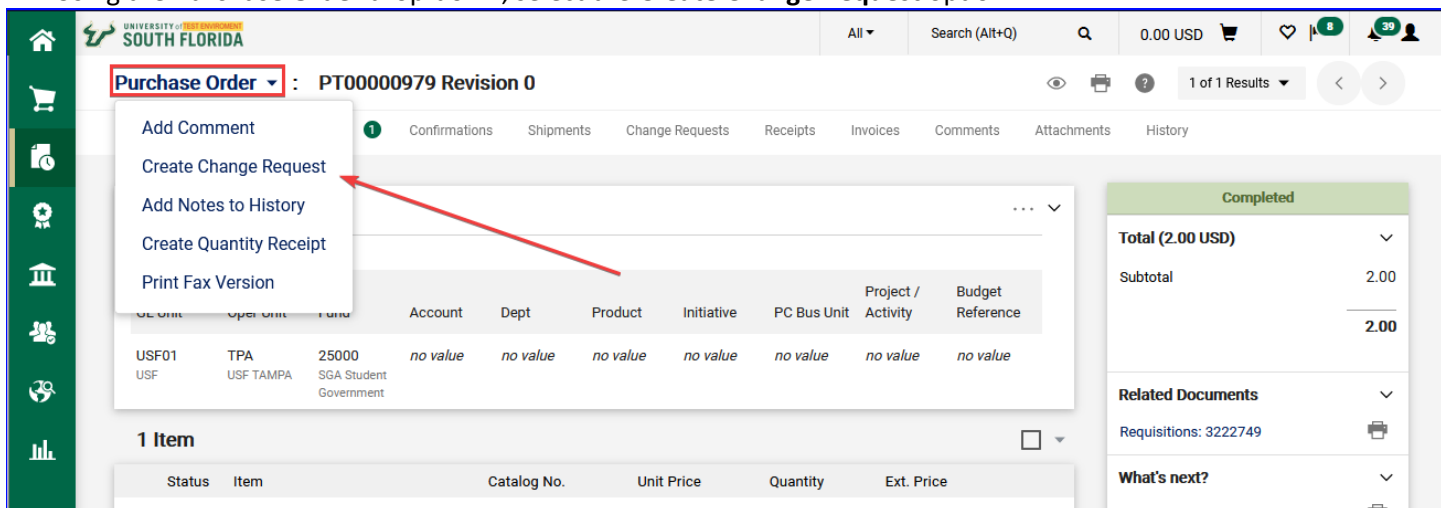 UNIVERSITY of TEST ENVIRONMENT
SOUTH FLORIDA
All
Search (Alt+Q)
0.00 USD
8
39
Purchase Order : PT00000979 Revision 0
?
1 of 1 Results
Add Comment
Create Change Request
Add Notes to History
Create Quantity Receipt
Print Fax Version
1 Confirmations Shipments Change Requests Receipts Invoices Comments Attachments History
...
Account Dept Product Initiative PC Bus Unit Project / Activity Budget Reference
USF01 TPA 25000 no value no value no value no value no value no value no value
USF USF TAMPA SGA Student Government
1 Item
Status Item Catalog No. Unit Price Quantity Ext. Price
Completed
Total (2.00 USD)
Subtotal 2.00
2.00
Related Documents
Requisitions: 3222749
What's next?